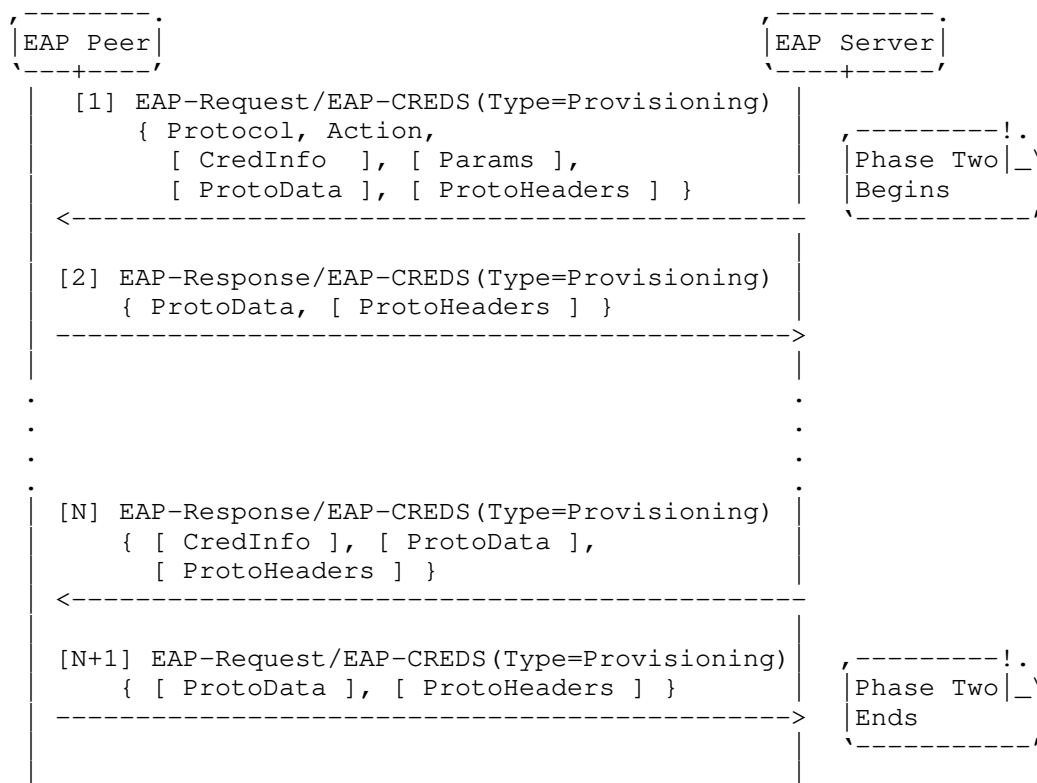 EAP Peer
EAP Server
[1] EAP-Request/EAP-CREDS(Type=Provisioning)
{ Protocol, Action,
[ CredInfo  ], [ Params ],
[ ProtoData ], [ ProtoHeaders ] }
Phase Two
Begins
[2] EAP-Response/EAP-CREDS(Type=Provisioning)
{ ProtoData, [ ProtoHeaders ] }
[N] EAP-Response/EAP-CREDS(Type=Provisioning)
{ [ CredInfo ], [ ProtoData ],
[ ProtoHeaders ] }
[N+1] EAP-Request/EAP-CREDS(Type=Provisioning)
{ [ ProtoData ], [ ProtoHeaders ] }
Phase Two
Ends